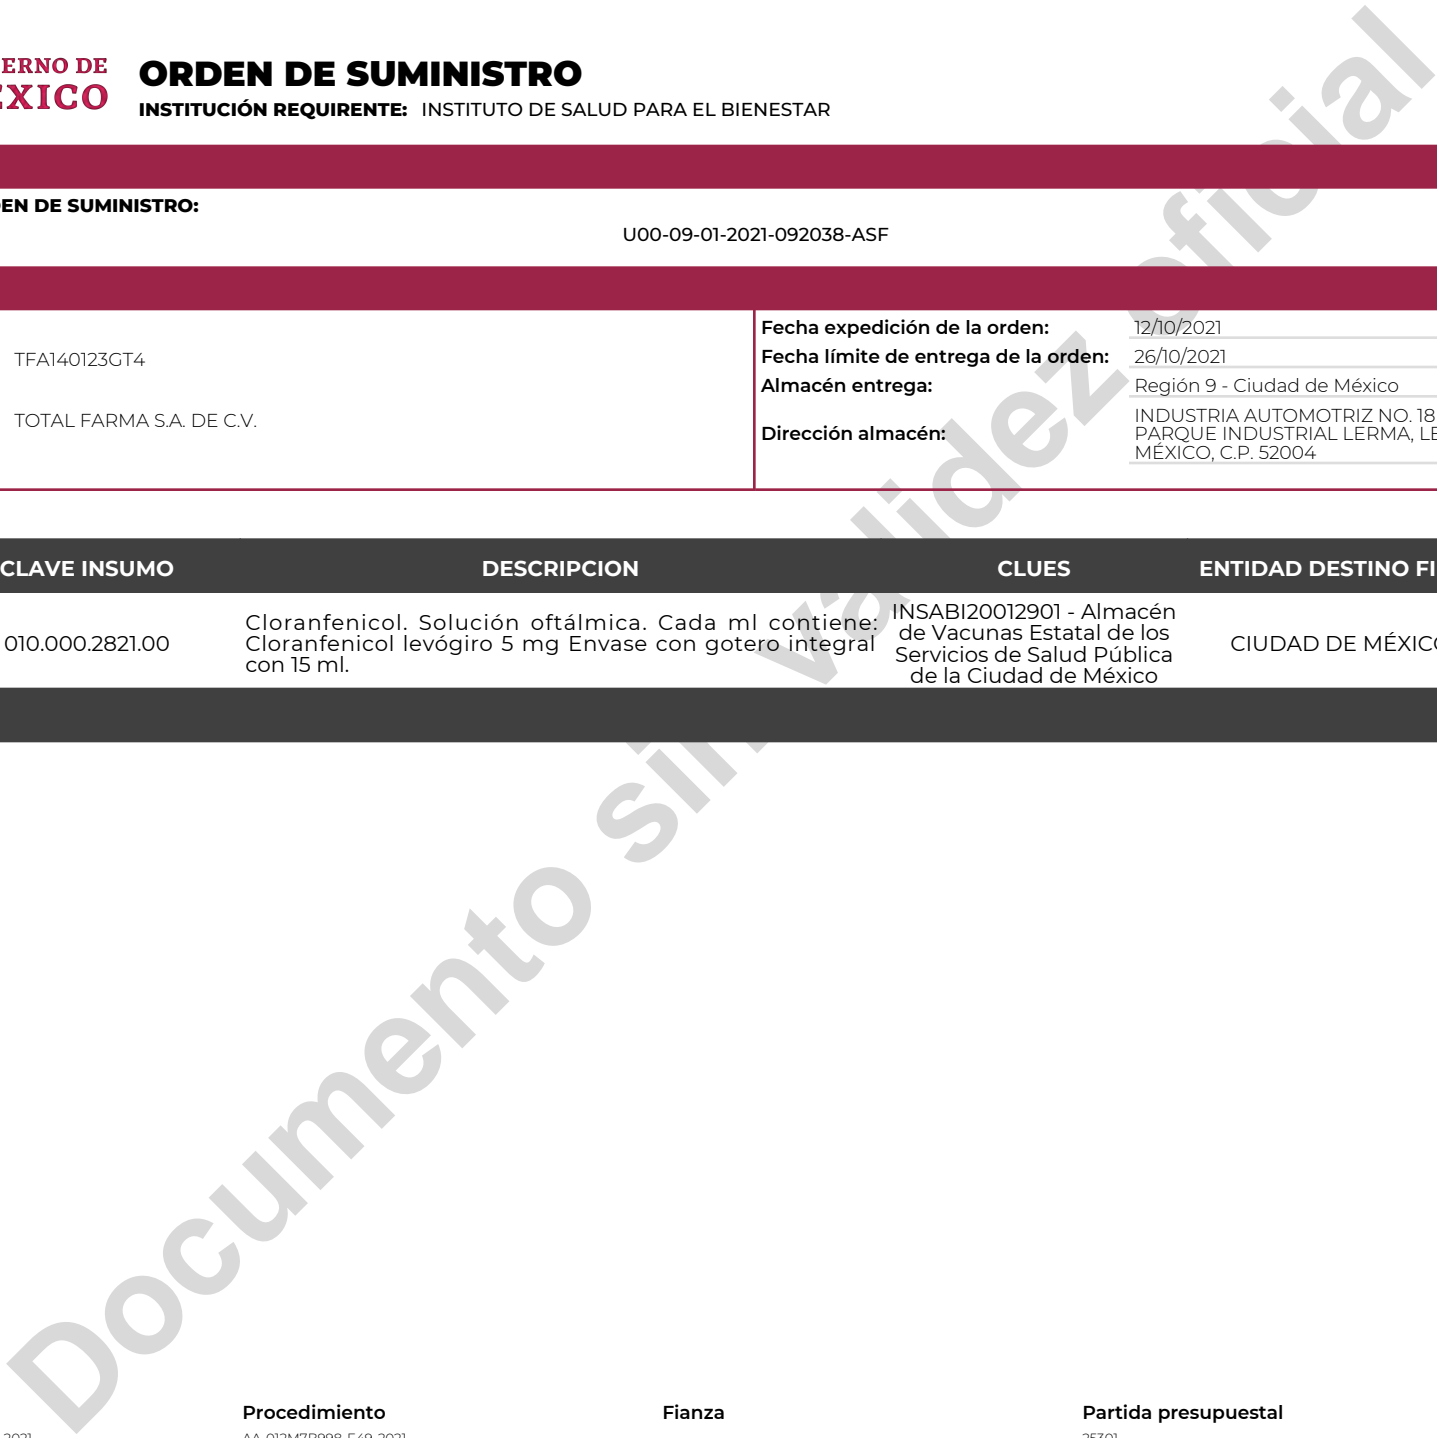 ERNO DE
EXICO
ORDEN DE SUMINISTRO
INSTITUCIÓN REQUIRENTE: INSTITUTO DE SALUD PARA EL BIENESTAR
EN DE SUMINISTRO:
U00-09-01-2021-092038-ASF
TFA140123GT4
TOTAL FARMA S.A. DE C.V.
Fecha expedición de la orden: 12/10/2021
Fecha límite de entrega de la orden: 26/10/2021
Almacén entrega: Región 9 - Ciudad de México
Dirección almacén:
INDUSTRIA AUTOMOTRIZ NO. 18
PARQUE INDUSTRIAL LERMA, LE
MÉXICO, C.P. 52004
CLAVE INSUMO DESCRIPCION CLUES ENTIDAD DESTINO FI
010.000.2821.00
Cloranfenicol. Solución oftálmica. Cada ml contiene:
Cloranfenicol levógiro 5 mg Envase con gotero integral
con 15 ml.
INSABI20012901 - Almacén
de Vacunas Estatal de los
Servicios de Salud Pública
de la Ciudad de México
CIUDAD DE MÉXICO
Documento sin validez oficial
Procedimiento Fianza Partida presupuestal